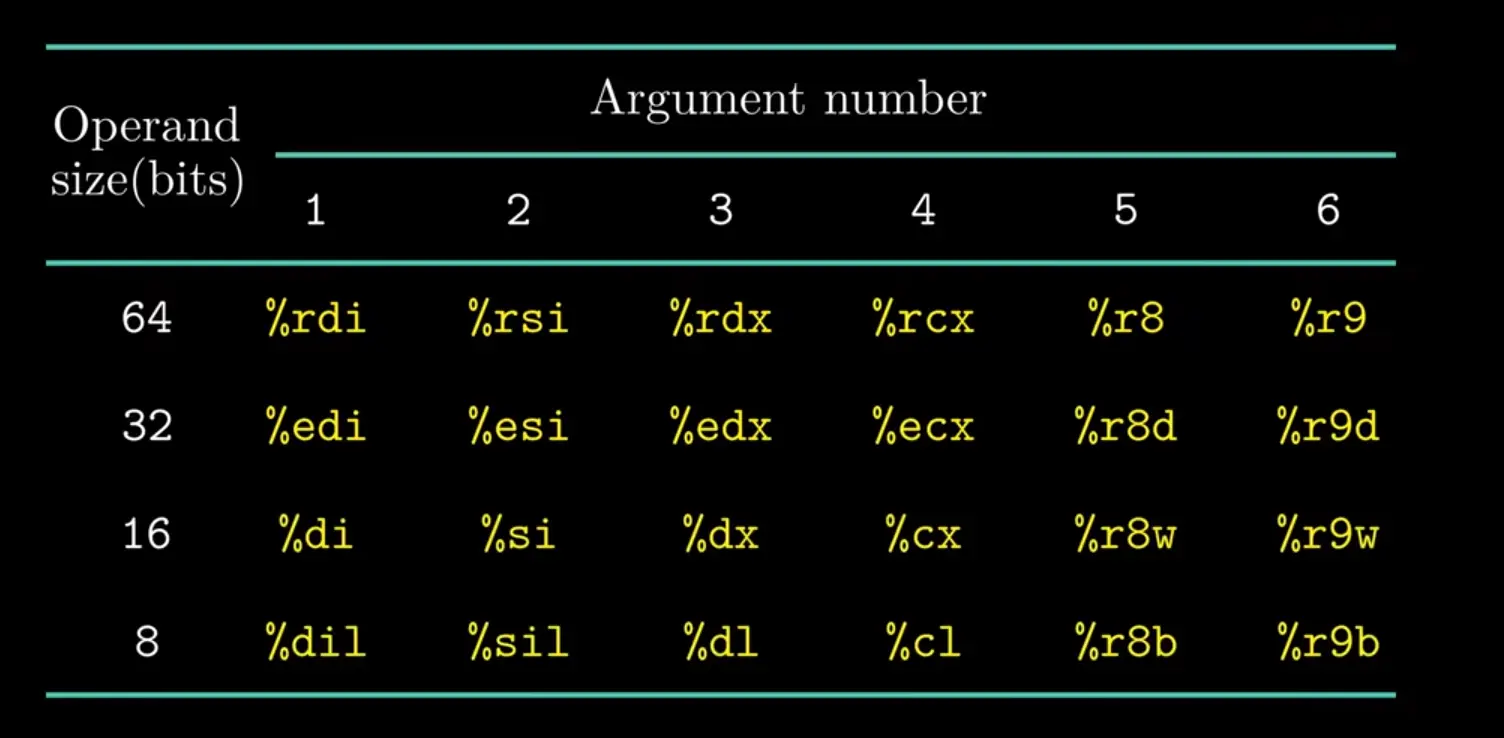 Argument number
Operand
size(bits)
1 2 3 4 5 6
64 %rdi %rsi %rdx %rcx %r8 %r9
32 %edi %esi %edx %ecx %r8d %r9d
16 %di %si %dx %cx %r8w %r9w
8 %dil %sil %dl %cl %r8b %r9b